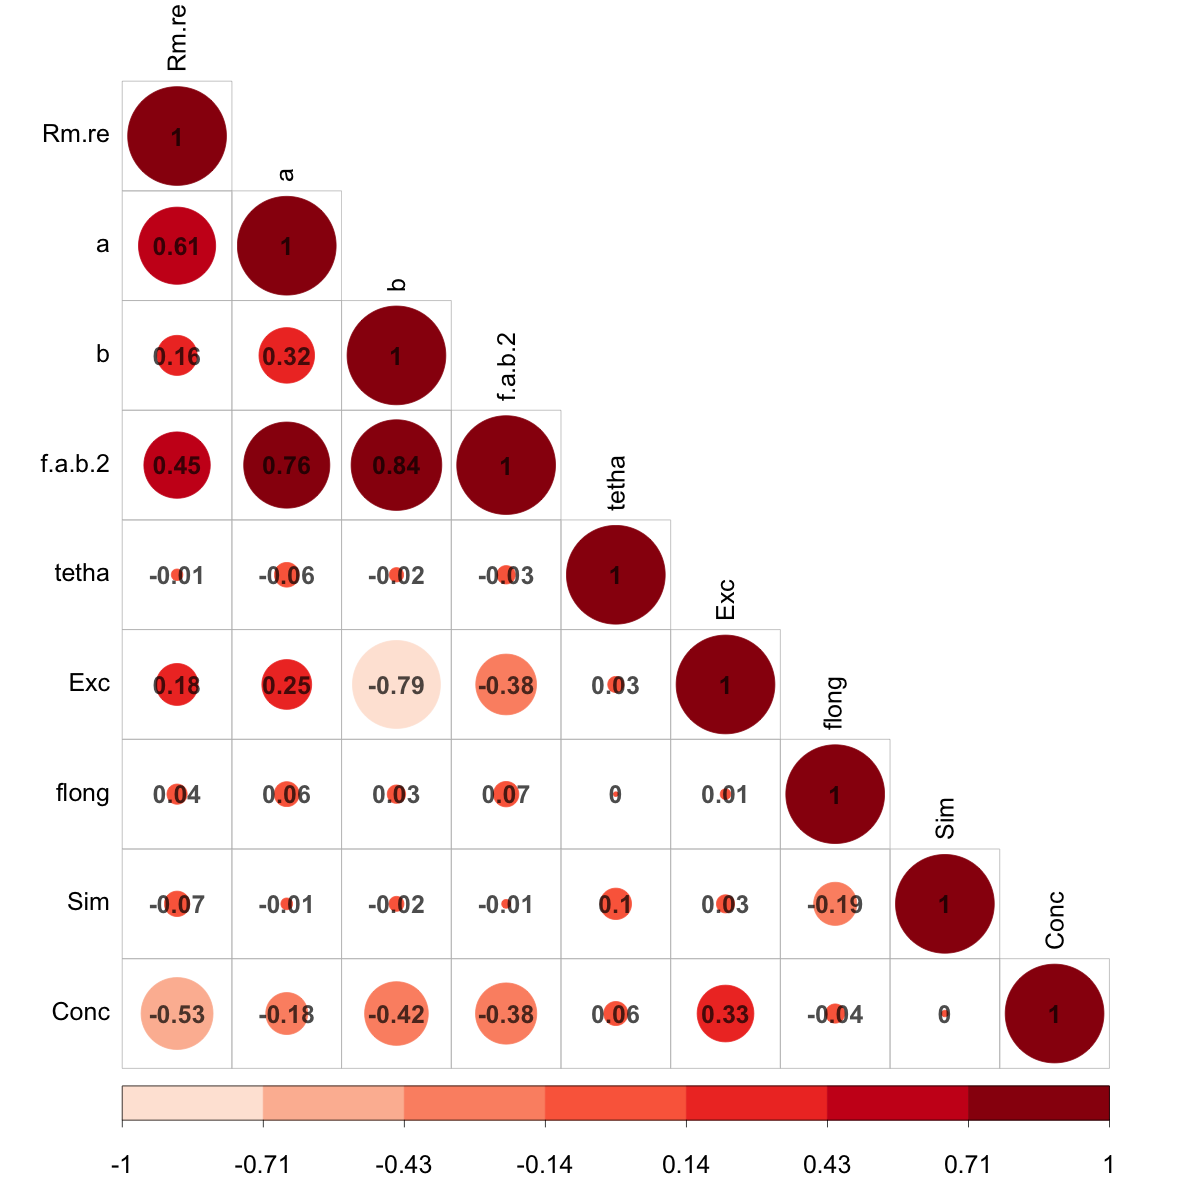 Rm.re
Rm.re 1
a
a 0.61 1
b
b 0.16 0.32 1
f.a.b.2
f.a.b.2 0.45 0.76 0.84 1
tetha
tetha -0.01 -0.06 -0.02 -0.03 1
Exc
Exc 0.18 0.25 -0.79 -0.38 0.03 1
flong
flong 0.04 0.06 0.03 0.07 0 0.01 1
Sim
Sim -0.07 -0.01 -0.02 -0.01 0.1 0.03 -0.19 1
Conc
Conc -0.53 -0.18 -0.42 -0.38 0.06 0.33 -0.04 0 1
-1 -0.71 -0.43 -0.14 0.14 0.43 0.71 1